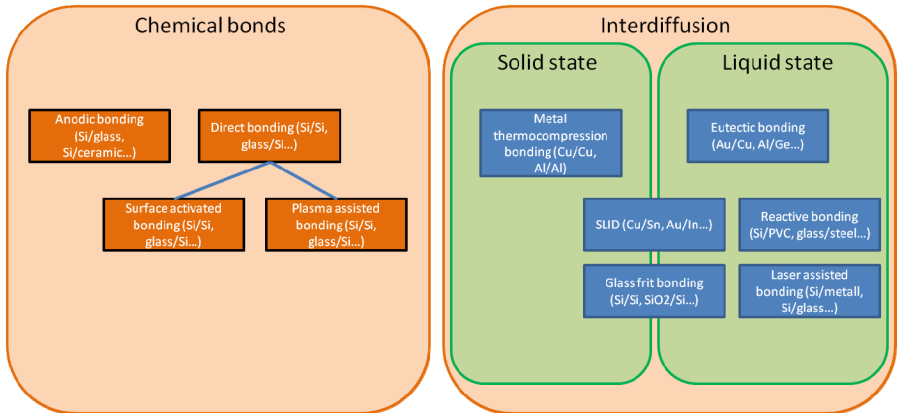 Chemical bonds
Anodic bonding
(Si/glass,
Si/ceramic…)
Direct bonding (Si/Si,
glass/Si…)
Surface activated
bonding (Si/Si,
glass/Si…)
Plasma assisted
bonding (Si/Si,
glass/Si…)
Interdiffusion
Solid state
Liquid state
Metal
thermocompression
bonding (Cu/Cu,
Al/Al)
Eutectic bonding
(Au/Cu, Al/Ge…)
SLID (Cu/Sn, Au/In…)
Reactive bonding
(Si/PVC, glass/steel…)
Glass frit bonding
(Si/Si, SiO2/Si…)
Laser assisted
bonding (Si/metall,
Si/glass…)